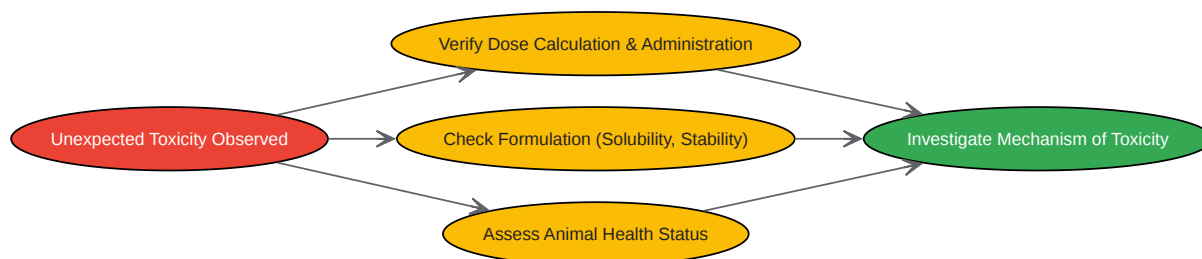 Verify Dose Calculation & Administration
Unexpected Toxicity Observed
Check Formulation (Solubility, Stability)
Investigate Mechanism of Toxicity
Assess Animal Health Status